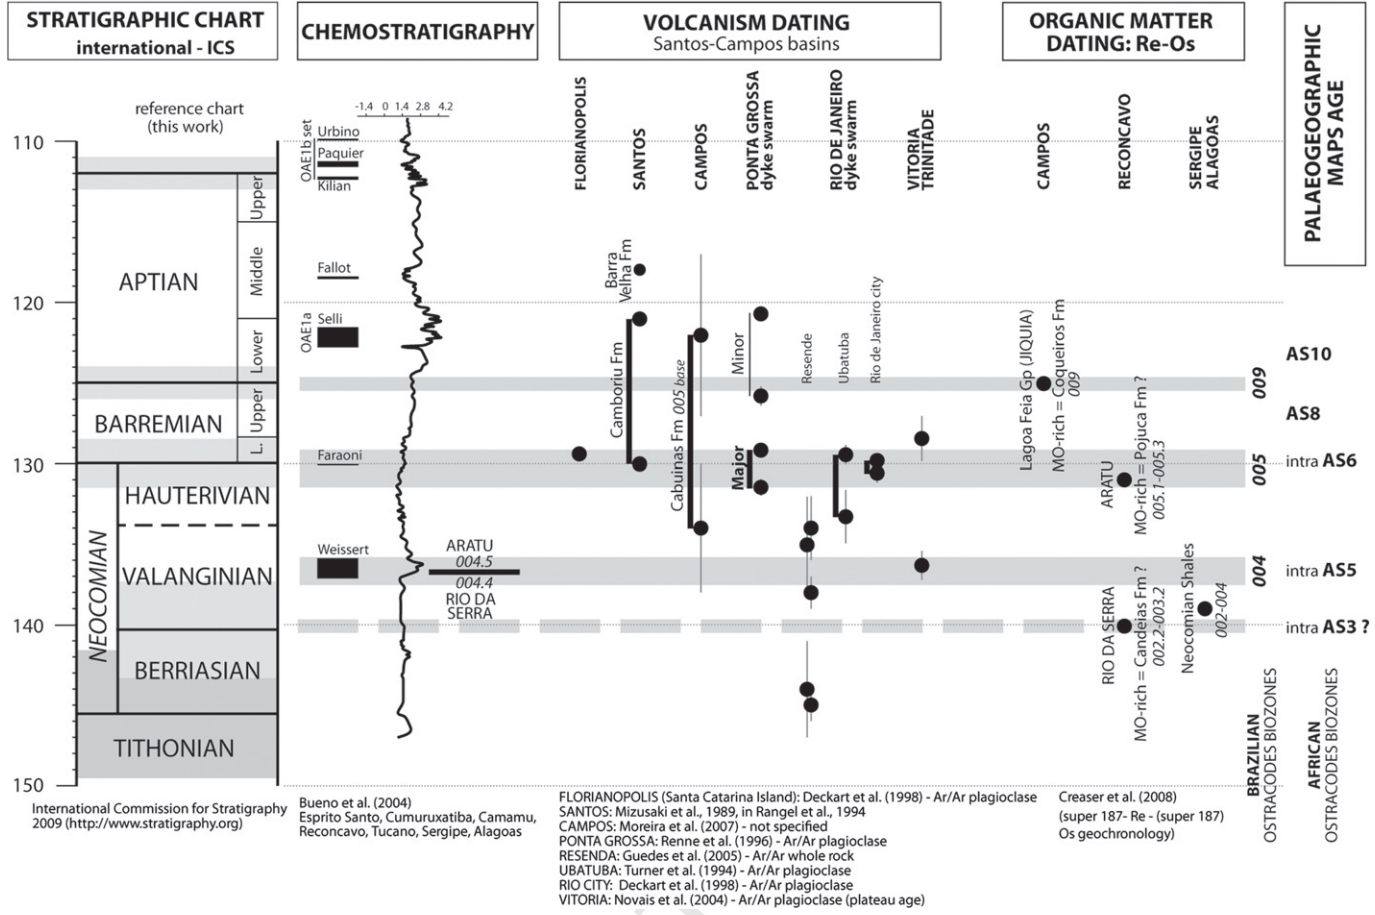 STRATIGRAPHIC CHART
international - ICS
CHEMOSTRATIGRAPHY
VOLCANISM DATING
Santos-Campos basins
ORGANIC MATTER
DATING: Re-Os
PALAEOGEOGRAPHIC
MAPS AGE
reference chart
(this work)
-1.4 0 1.4 2.8 4.2
FLORIANOPOLIS
SANTOS
CAMPOS
PONTA GROSSA
dyke swarm
RIO DE JANEIRO
dyke swarm
VITORIA
TRINITADE
CAMPOS
RECONCAVO
SERGIPE
ALAGOAS
110
120
130
140
150
APTIAN
Upper
Middle
Lower
BARREMIAN
Upper
L.
NEOCOMIAN
HAUTERIVIAN
VALANGINIAN
BERRIASIAN
TITHONIAN
OAE1b set
Urbino
Paquier
Kilian
Fallot
OAE1a
Selli
Faraoni
Weissert
ARATU
004.5
004.4
RIO DA
SERRA
Barra
Velha Fm
Camboriu Fm
Cabuinas Fm 005 base
Minor
Major
Resende
Ubatuba
Rio de Janeiro city
Lagoa Feia Gp (JIQUIA)
MO-rich = Coqueiros Fm
009
ARATU
MO-rich = Pojuca Fm ?
005.1-005.3
RIO DA SERRA
MO-rich = Candeias Fm ?
002.2-003.2
Neocomian Shales
002-004
009
005
004
AS10
AS8
intra AS6
intra AS5
intra AS3 ?
BRAZILIAN
OSTRACODES BIOZONES
AFRICAN
OSTRACODES BIOZONES
International Commission for Stratigraphy
2009 (http://www.stratigraphy.org)
Bueno et al. (2004)
Esprito Santo, Cumuruxatiba, Camamu,
Reconcavo, Tucano, Sergipe, Alagoas
FLORIANOPOLIS (Santa Catarina Island): Deckart et al. (1998) - Ar/Ar plagioclase
SANTOS: Mizusaki et al., 1989, in Rangel et al., 1994
CAMPOS: Moreira et al. (2007) - not specified
PONTA GROSSA: Renne et al. (1996) - Ar/Ar plagioclase
RESENDA: Guedes et al. (2005) - Ar/Ar whole rock
UBATUBA: Turner et al. (1994) - Ar/Ar plagioclase
RIO CITY: Deckart et al. (1998) - Ar/Ar plagioclase
VITORIA: Novais et al. (2004) - Ar/Ar plagioclase (plateau age)
Creaser et al. (2008)
(super 187- Re - (super 187)
Os geochronology)